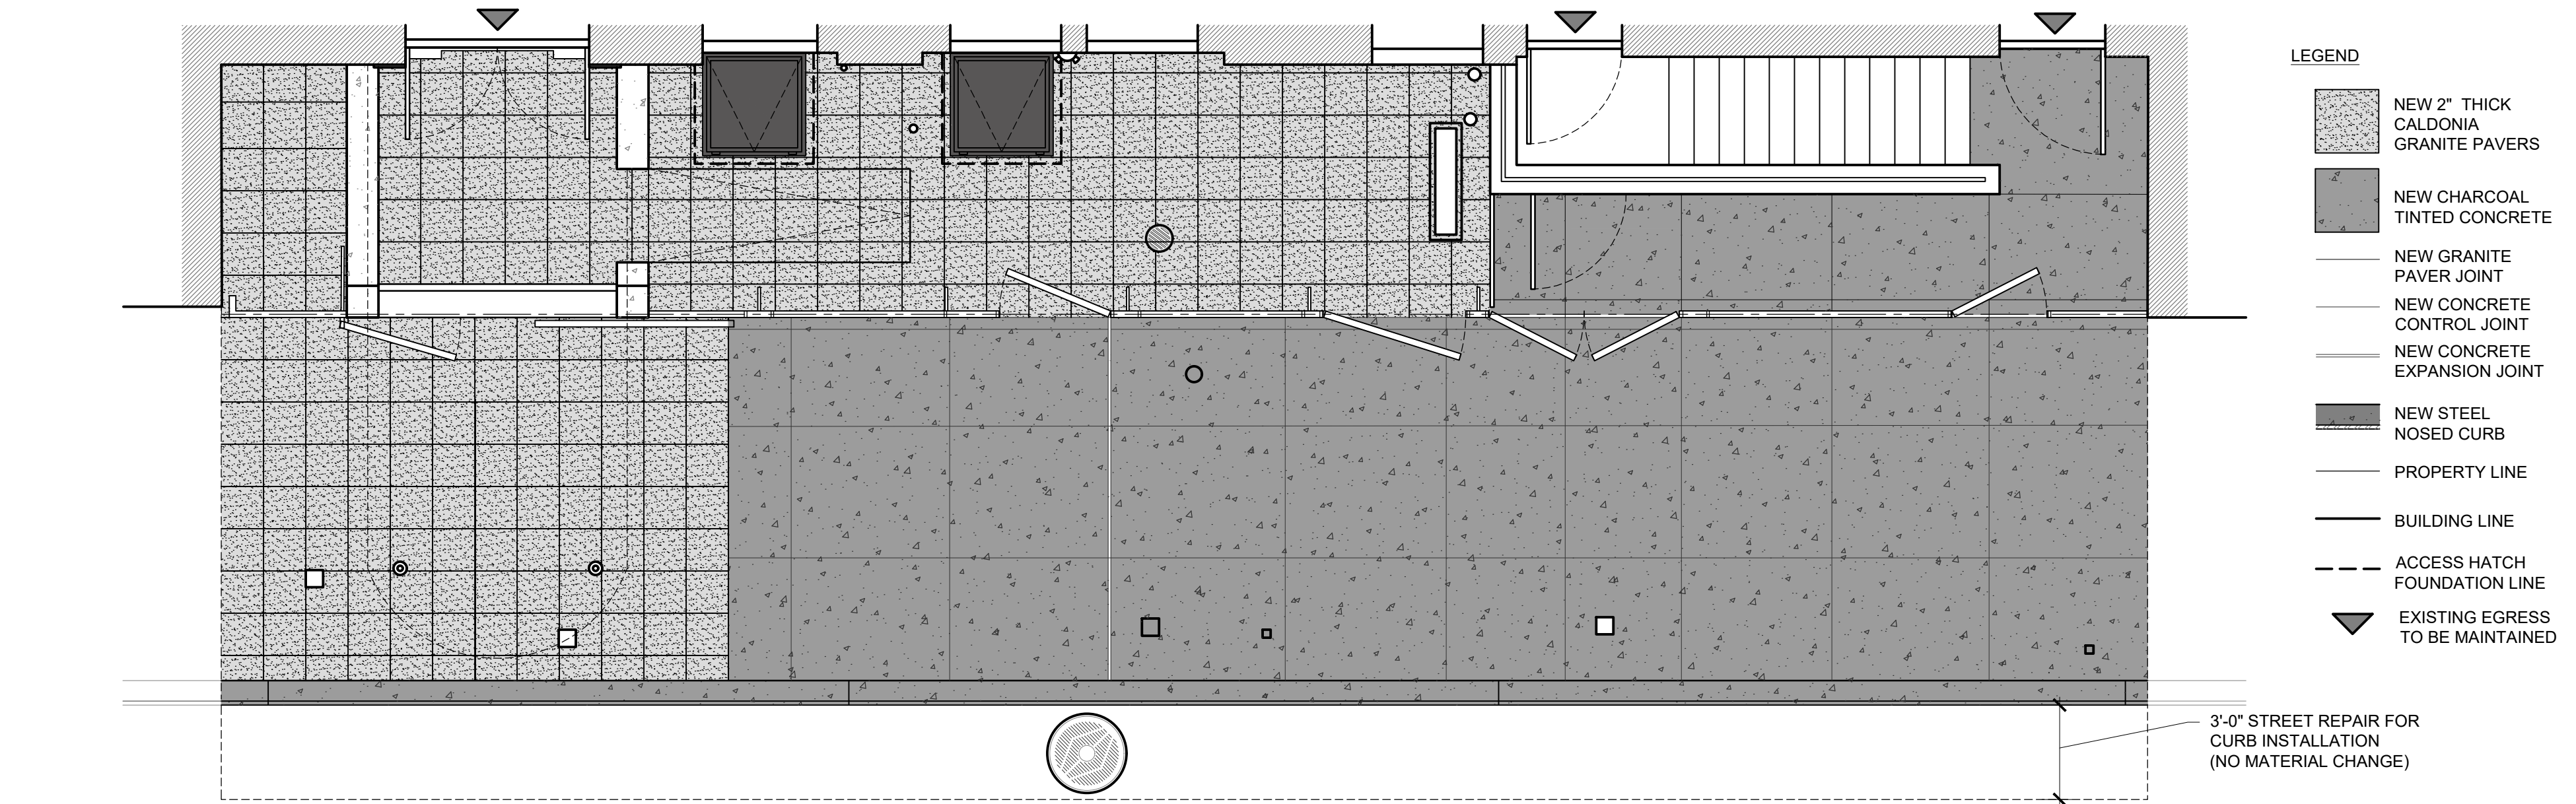 LEGEND
NEW 2" THICK
CALDONIA
GRANITE PAVERS
NEW CHARCOAL
TINTED CONCRETE
NEW GRANITE
PAVER JOINT
NEW CONCRETE
CONTROL JOINT
NEW CONCRETE
EXPANSION JOINT
NEW STEEL
NOSED CURB
PROPERTY LINE
BUILDING LINE
ACCESS HATCH
FOUNDATION LINE
EXISTING EGRESS
TO BE MAINTAINED
3'-0" STREET REPAIR FOR
CURB INSTALLATION
(NO MATERIAL CHANGE)